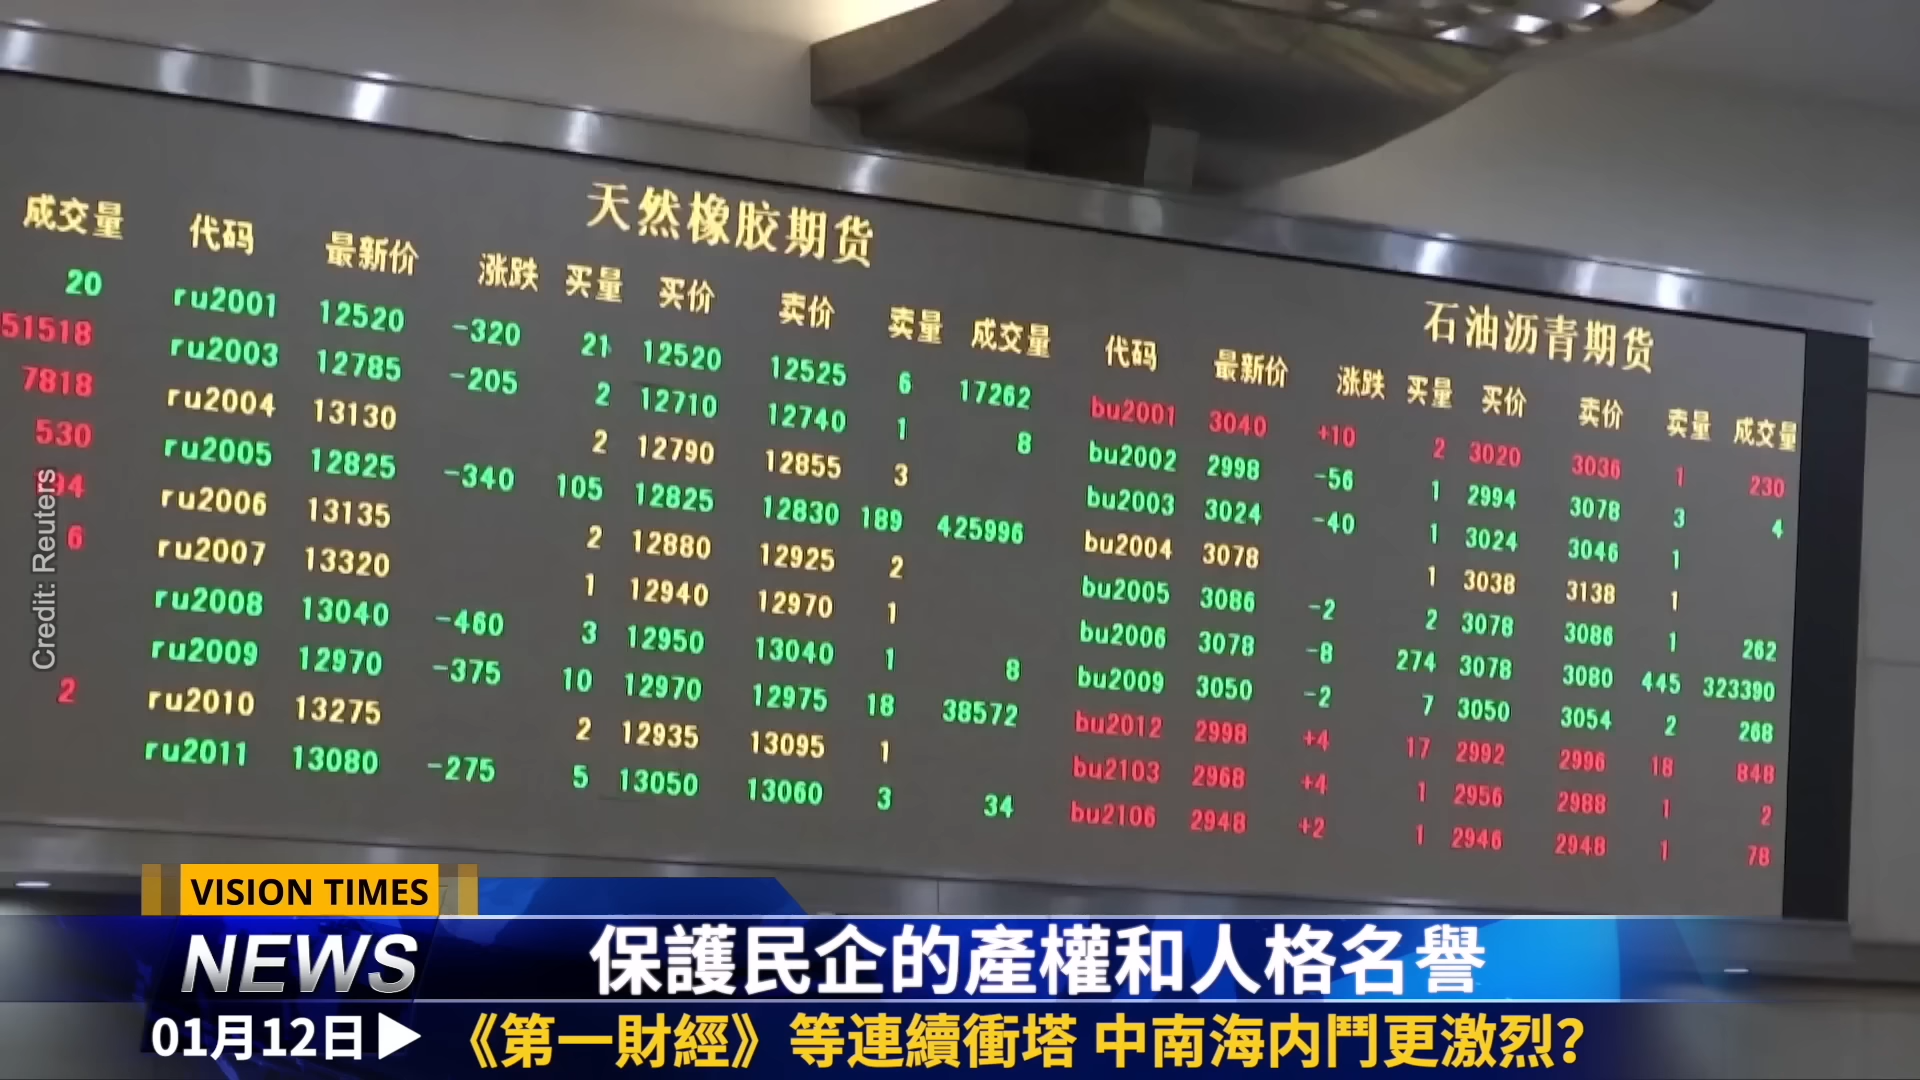 天然橡胶期货
成交量 代码 最新价 涨跌 买量 买价 卖价 卖量 成交量
20 ru2001 12520 -320 21 12520 12525 6 17262
51518 ru2003 12785 -205 2 12710 12740 1 8
7818 ru2004 13130 2 12790 12855 3
530 ru2005 12825 -340 105 12825 12830 189 425996
94 ru2006 13135 2 12880 12925 2
6 ru2007 13320 1 12940 12970 1
ru2008 13040 -460 3 12950 13040 1 8
ru2009 12970 -375 10 12970 12975 18 38572
2 ru2010 13275 2 12935 13095 1
ru2011 13080 -275 5 13050 13060 3 34
石油沥青期货
代码 最新价 涨跌 买量 买价 卖价 卖量 成交量
bu2001 3040 +10 2 3020 3036 1 230
bu2002 2998 -56 1 2994 3078 3 4
bu2003 3024 -40 1 3024 3046 1
bu2004 3078 1 3038 3138 1
bu2005 3086 -2 2 3078 3086 1 262
bu2006 3078 -8 274 3078 3080 445 323390
bu2009 3050 -2 7 3050 3054 2 268
bu2012 2998 +4 17 2992 2996 18 848
bu2103 2968 +4 1 2956 2988 1 2
bu2106 2948 +2 1 2946 2948 1 78
Credit: Reuters
VISION TIMES
NEWS 保護民企的產權和人格名譽
01月12日▶ 《第一財經》等連續衝塔 中南海内鬥更激烈?